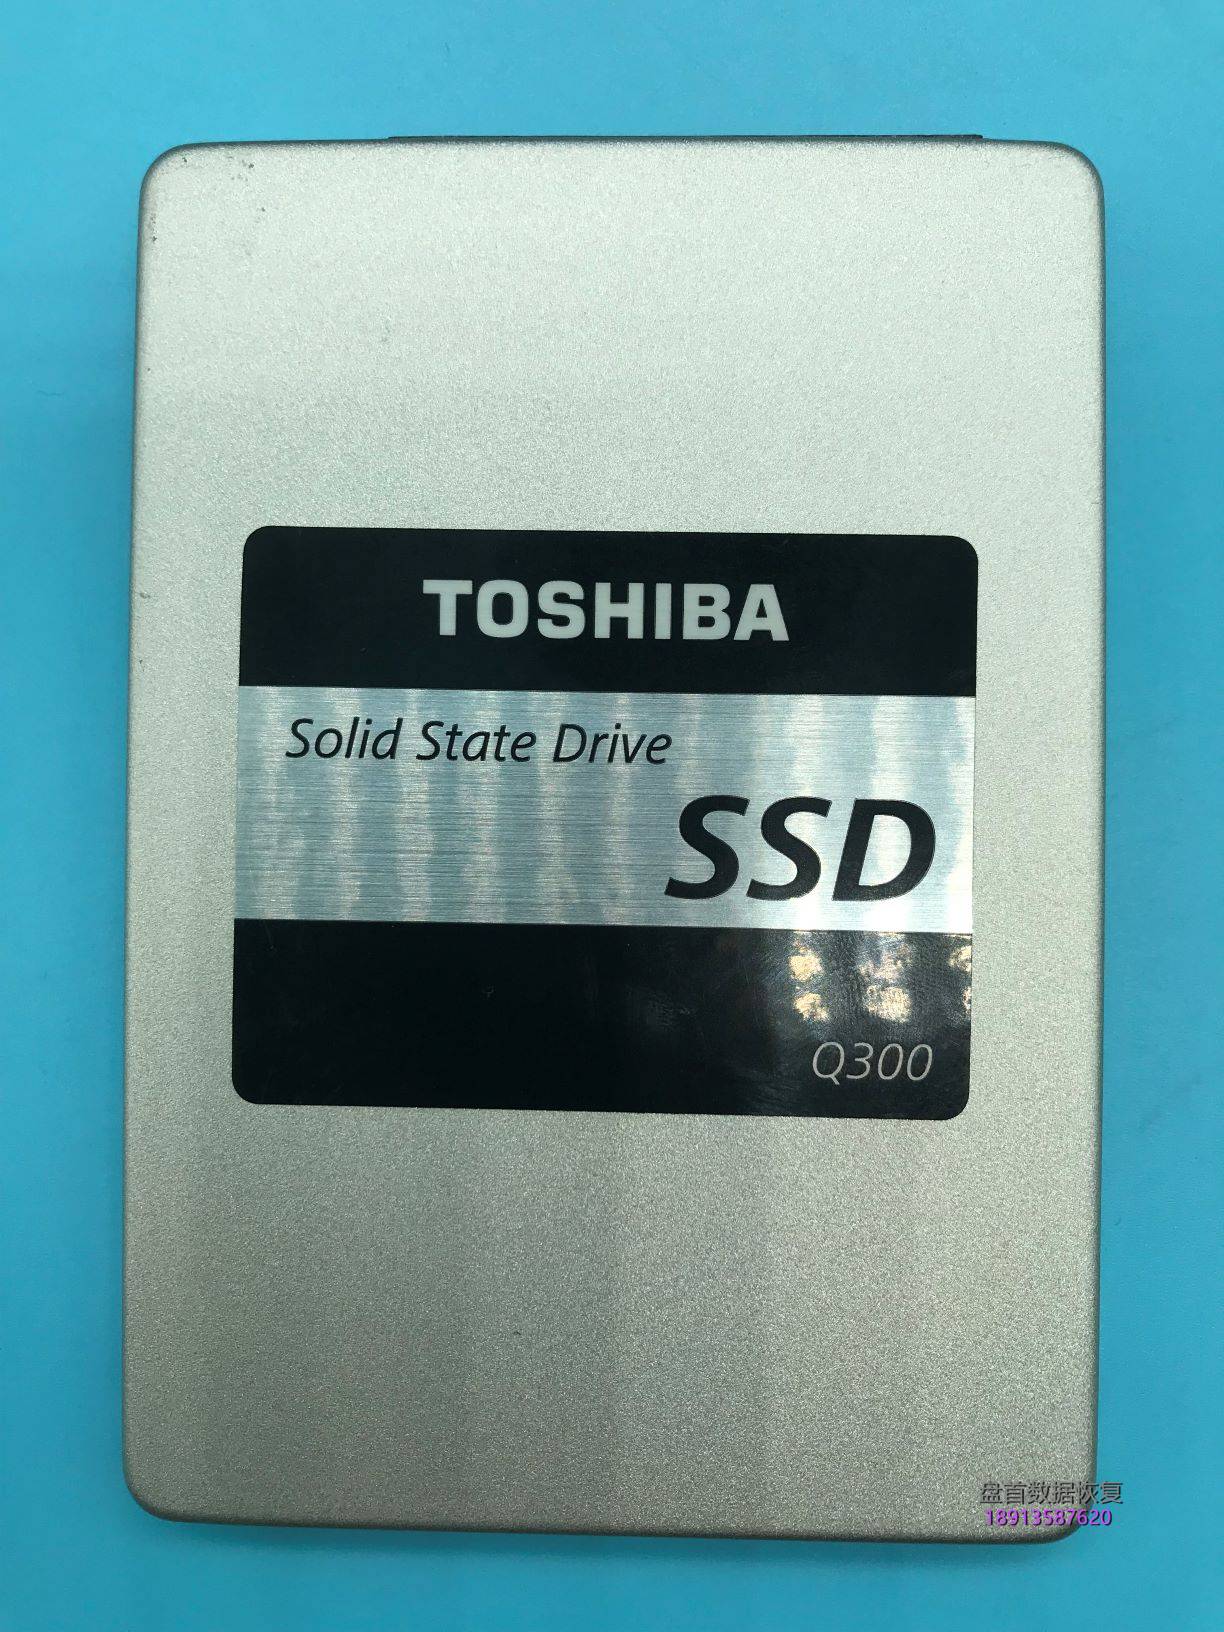 TOSHIBA
Solid State Drive
SSD
Q300
盘首数据恢复
18913587620